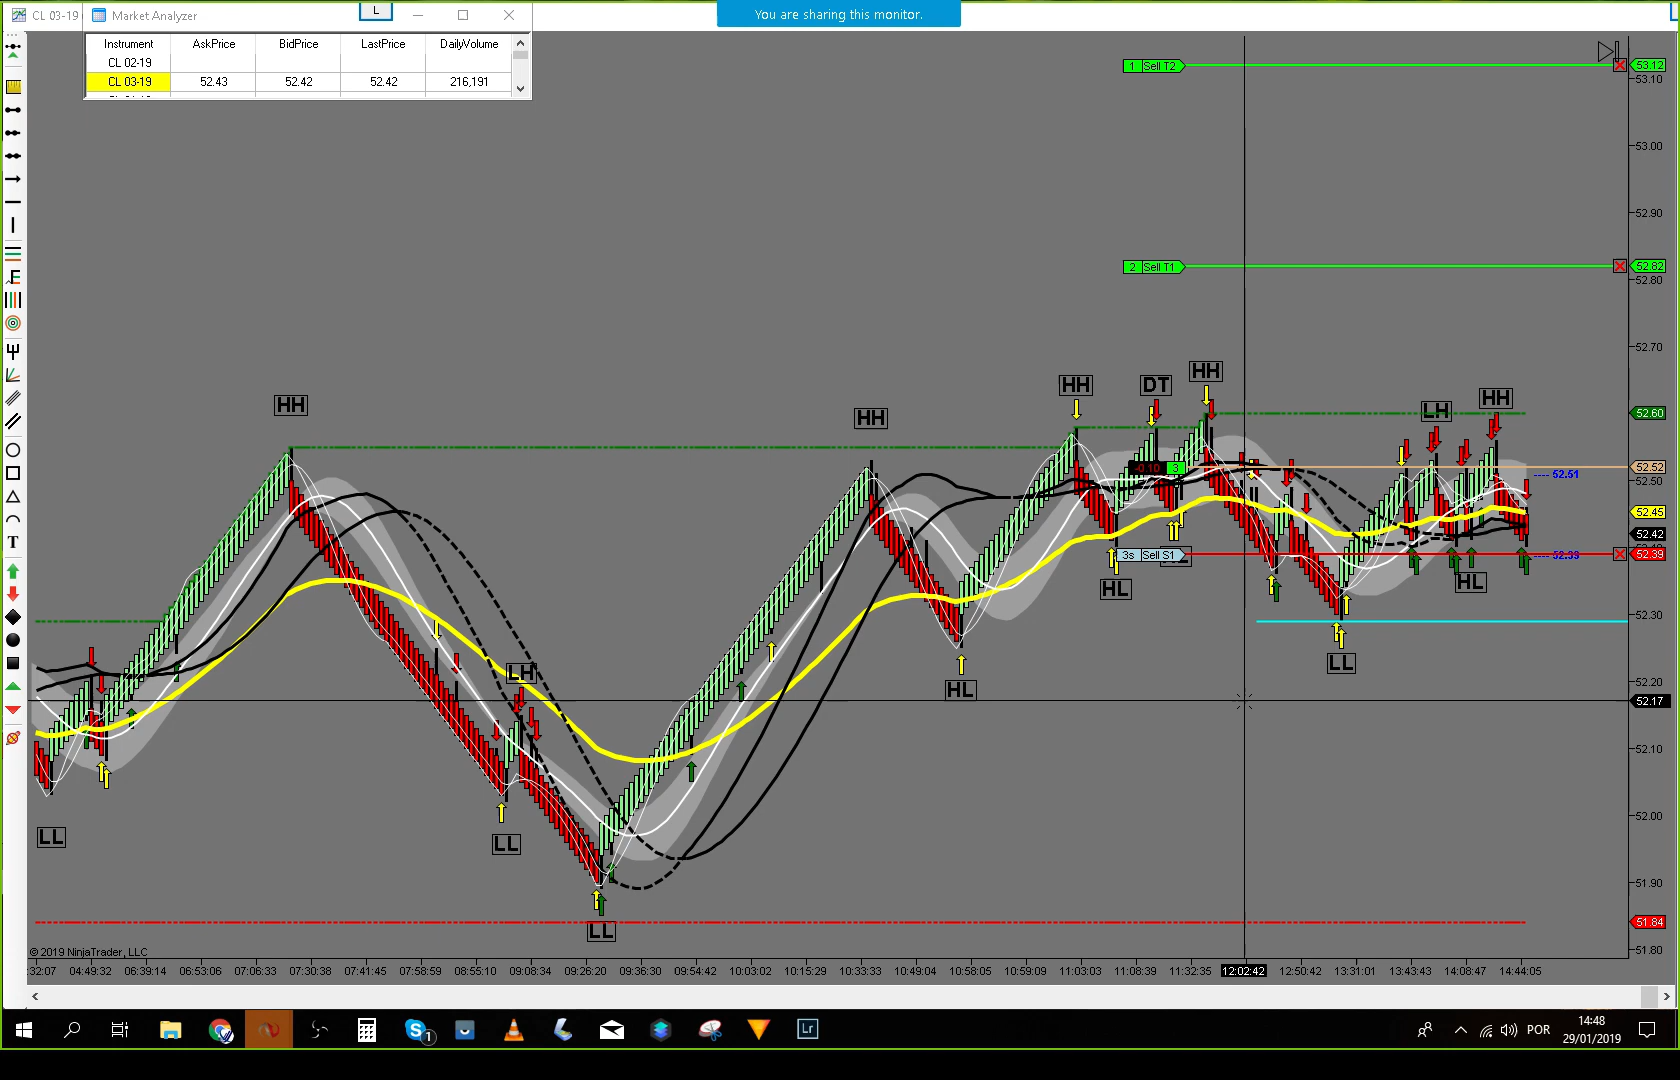 CL 03-19
Market Analyzer
L
You are sharing this monitor.
Instrument AskPrice BidPrice LastPrice DailyVolume
CL 02-19
CL 03-19 52.43 52.42 52.42 216,191
1 Sell T2
53.12
53.10
53.00
52.90
2 Sell T1
52.82
52.80
52.70
HH
HH
HH
DT
HH
LH
HH
52.60
-0.10 3
52.52
52.51
52.50
52.45
52.42
3s Sell S1
52.39
HL
HL
52.30
LL
LH
HL
52.20
52.17
52.10
LL
LL
52.00
51.90
LL
51.84
51.80
© 2019 NinjaTrader, LLC
:32:07 04:49:32 06:39:14 06:53:06 07:06:33 07:30:38 07:41:45 07:58:59 08:55:10 09:08:34 09:26:20 09:36:30 09:54:42 10:03:02 10:15:29 10:33:33 10:49:04 10:58:05 10:59:09 11:03:03 11:08:39 11:32:35 12:02:42 12:50:42 13:31:01 13:43:43 14:08:47 14:44:05
T
1
Lr
POR
14:48
29/01/2019